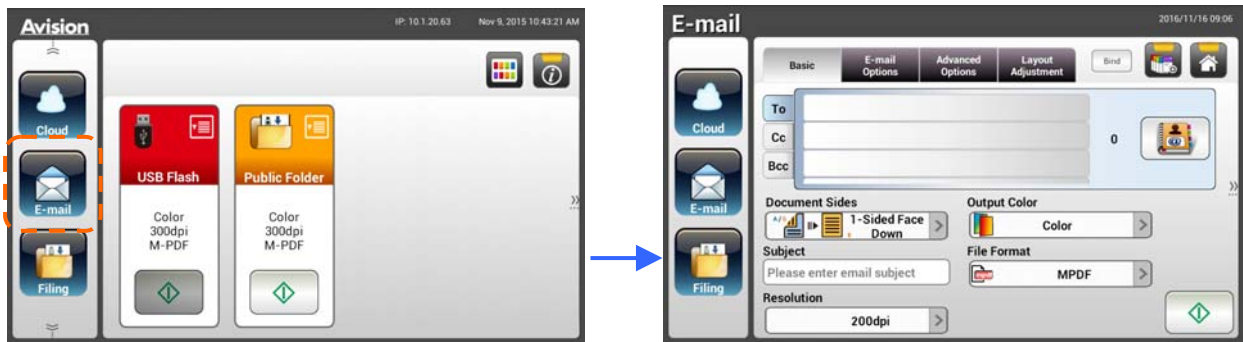 Avision
IP: 10.1.20.63
Nov 9, 2015 10:43:21 AM
Cloud
E-mail
Filing
USB Flash
Color
300dpi
M-PDF
Public Folder
Color
300dpi
M-PDF
E-mail
2016/11/16 09:06
Cloud
E-mail
Filing
Basic
E-mail
Options
Advanced
Options
Layout
Adjustment
Bind
To
Cc
Bcc
0
Document Sides
1-Sided Face
Down
Output Color
Color
Subject
Please enter email subject
File Format
MPDF
Resolution
200dpi